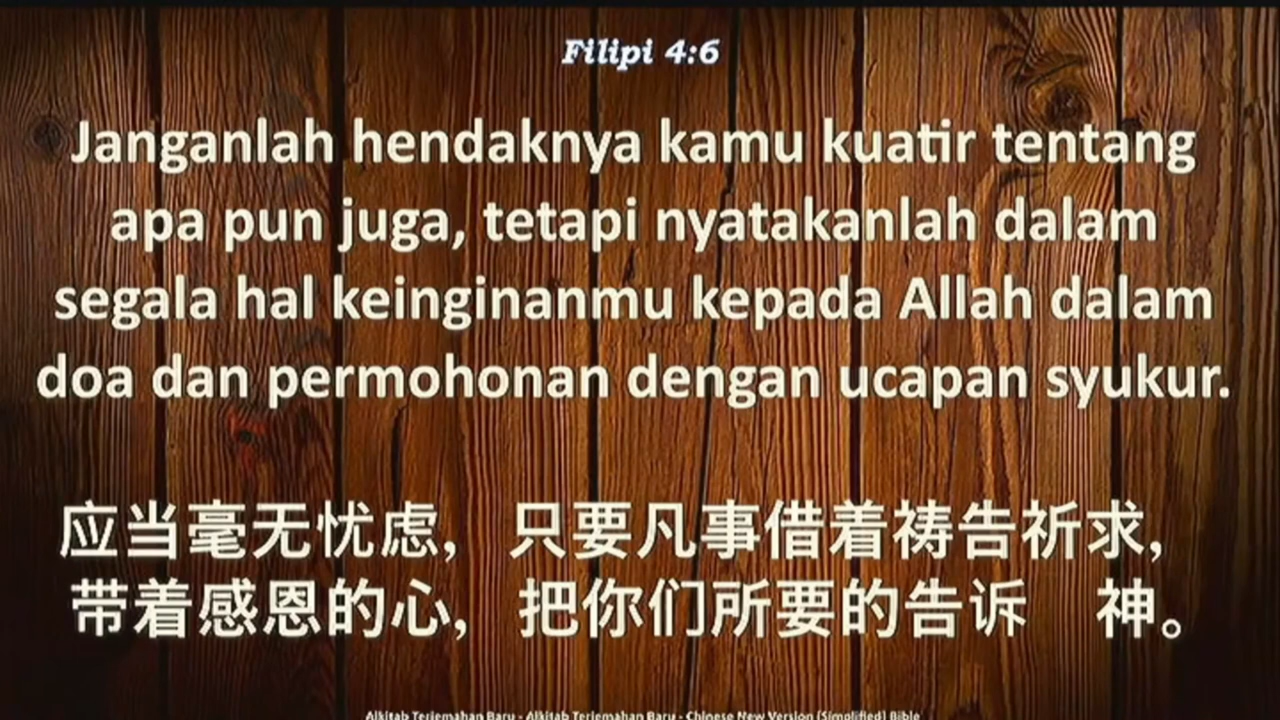 Filipi 4:6
Janganlah hendaknya kamu kuatir tentang
apa pun juga, tetapi nyatakanlah dalam
segala hal keinginanmu kepada Allah dalam
doa dan permohonan dengan ucapan syukur.
应当毫无忧虑, 只要凡事借着祷告祈求,
带着感恩的心, 把你们所要的告诉 神。
Alkitab Terjemahan Baru - Alkitab Terjemahan Baru - Chinese New Version (Simplified) Bible